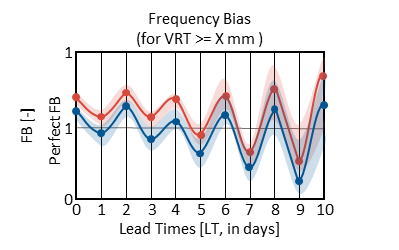 Frequency Bias
(for VRT >= X mm )
FB [-]
Perfect FB
1
1
0
0 1 2 3 4 5 6 7 8 9 10
Lead Times [LT, in days]